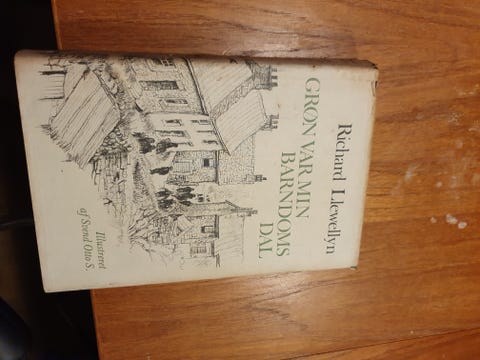 Richard Llewellyn
GRØN VAR MIN
BARNDOMS
DAL
Illustreret
af Svend Otto S.